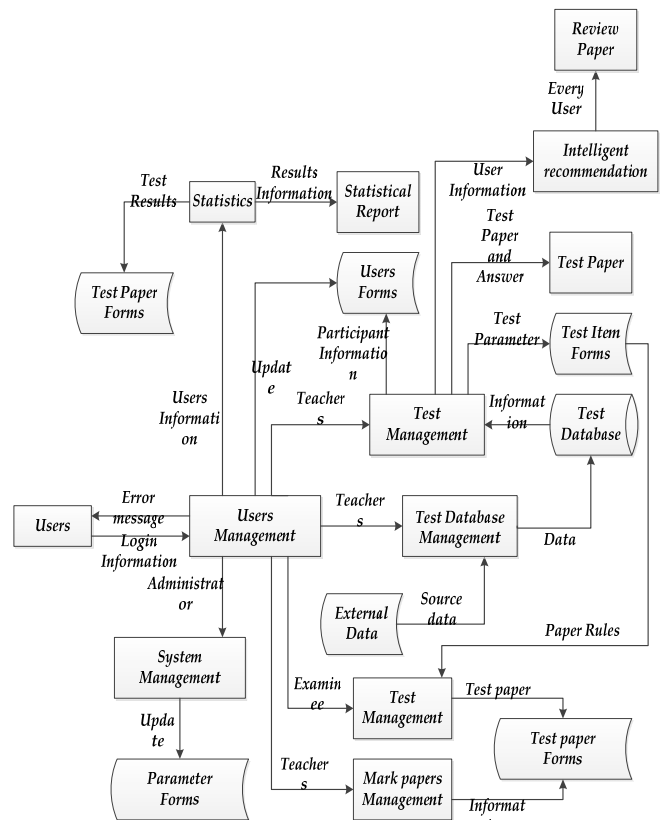 Review
Paper
Every
User
Intelligent
recommendation
User
Information
Test
Results
Statistics
Results
Information
Statistical
Report
Test
Paper
and
Answer
Test Paper
Test Paper
Forms
Users
Forms
Participant
Informatio
n
Test
Parameter
Test Item
Forms
Updat
e
Users
Informati
on
Teacher
s
Test
Management
Informat
ion
Test
Database
Users
Error
message
Login
Information
Users
Management
Teacher
s
Test Database
Management
Data
Administrat
or
External
Data
Source
data
Paper Rules
System
Management
Examin
ee
Test
Management
Test paper
Upda
te
Test paper
Forms
Parameter
Forms
Teacher
s
Mark papers
Management
Informat